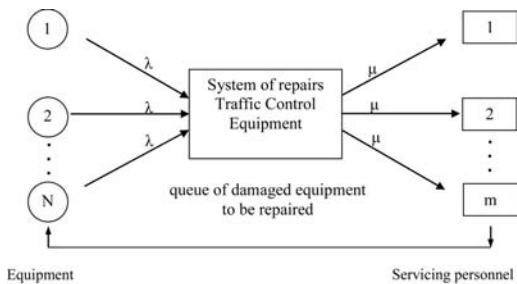 1
λ
μ
1
System of repairs
Traffic Control
Equipment
2
λ
μ
2
λ
μ
N
queue of damaged equipment
to be repaired
m
Equipment
Servicing personnel